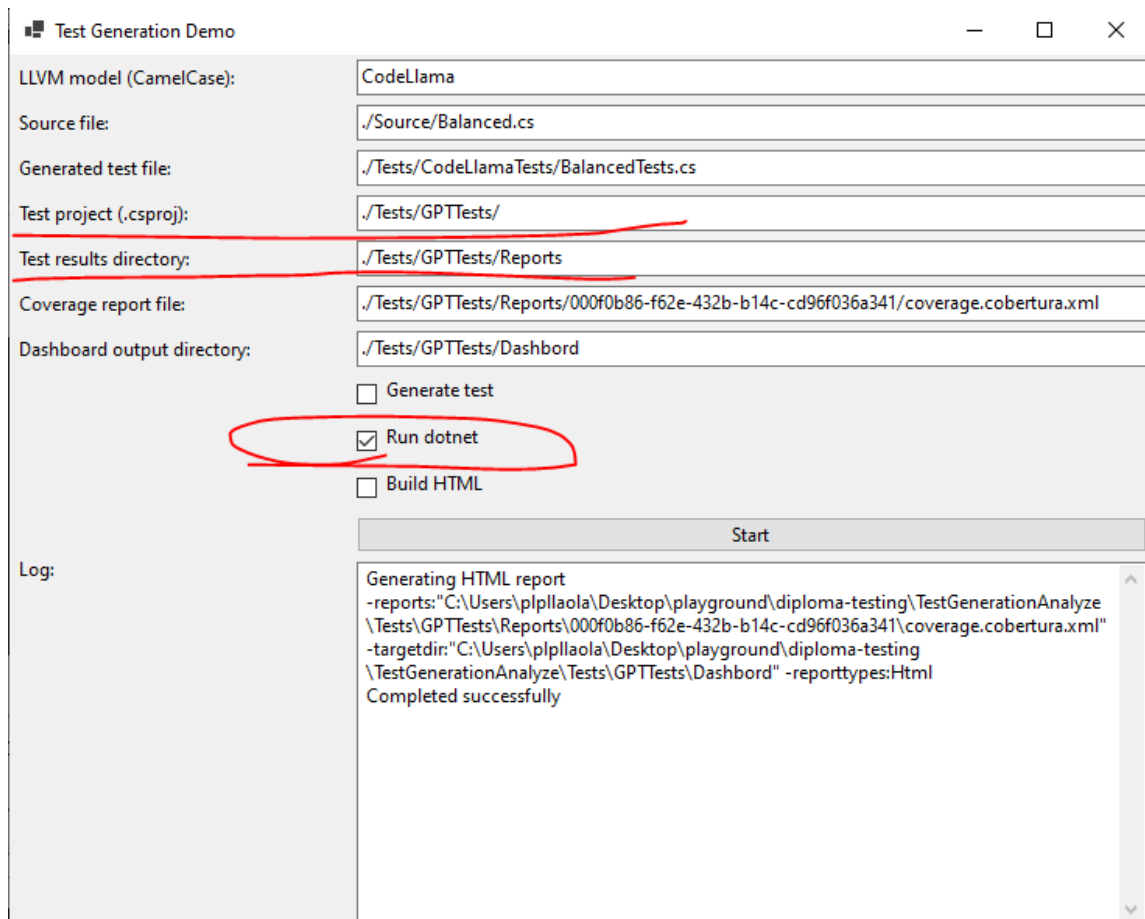 Test Generation Demo
LLVM model (CamelCase): CodeLlama
Source file: ./Source/Balanced.cs
Generated test file: ./Tests/CodeLlamaTests/BalancedTests.cs
Test project (.csproj): ./Tests/GPTTests/
Test results directory: ./Tests/GPTTests/Reports
Coverage report file: ./Tests/GPTTests/Reports/000f0b86-f62e-432b-b14c-cd96f036a341/coverage.cobertura.xml
Dashboard output directory: ./Tests/GPTTests/Dashbord
Generate test
Run dotnet
Build HTML
Start
Log:
Generating HTML report
-reports:"C:\Users\plpllaola\Desktop\playground\diploma-testing\TestGenerationAnalyze
\Tests\GPTTests\Reports\000f0b86-f62e-432b-b14c-cd96f036a341\coverage.cobertura.xml"
-targetdir:"C:\Users\plpllaola\Desktop\playground\diploma-testing
\TestGenerationAnalyze\Tests\GPTTests\Dashbord" -reporttypes:Html
Completed successfully